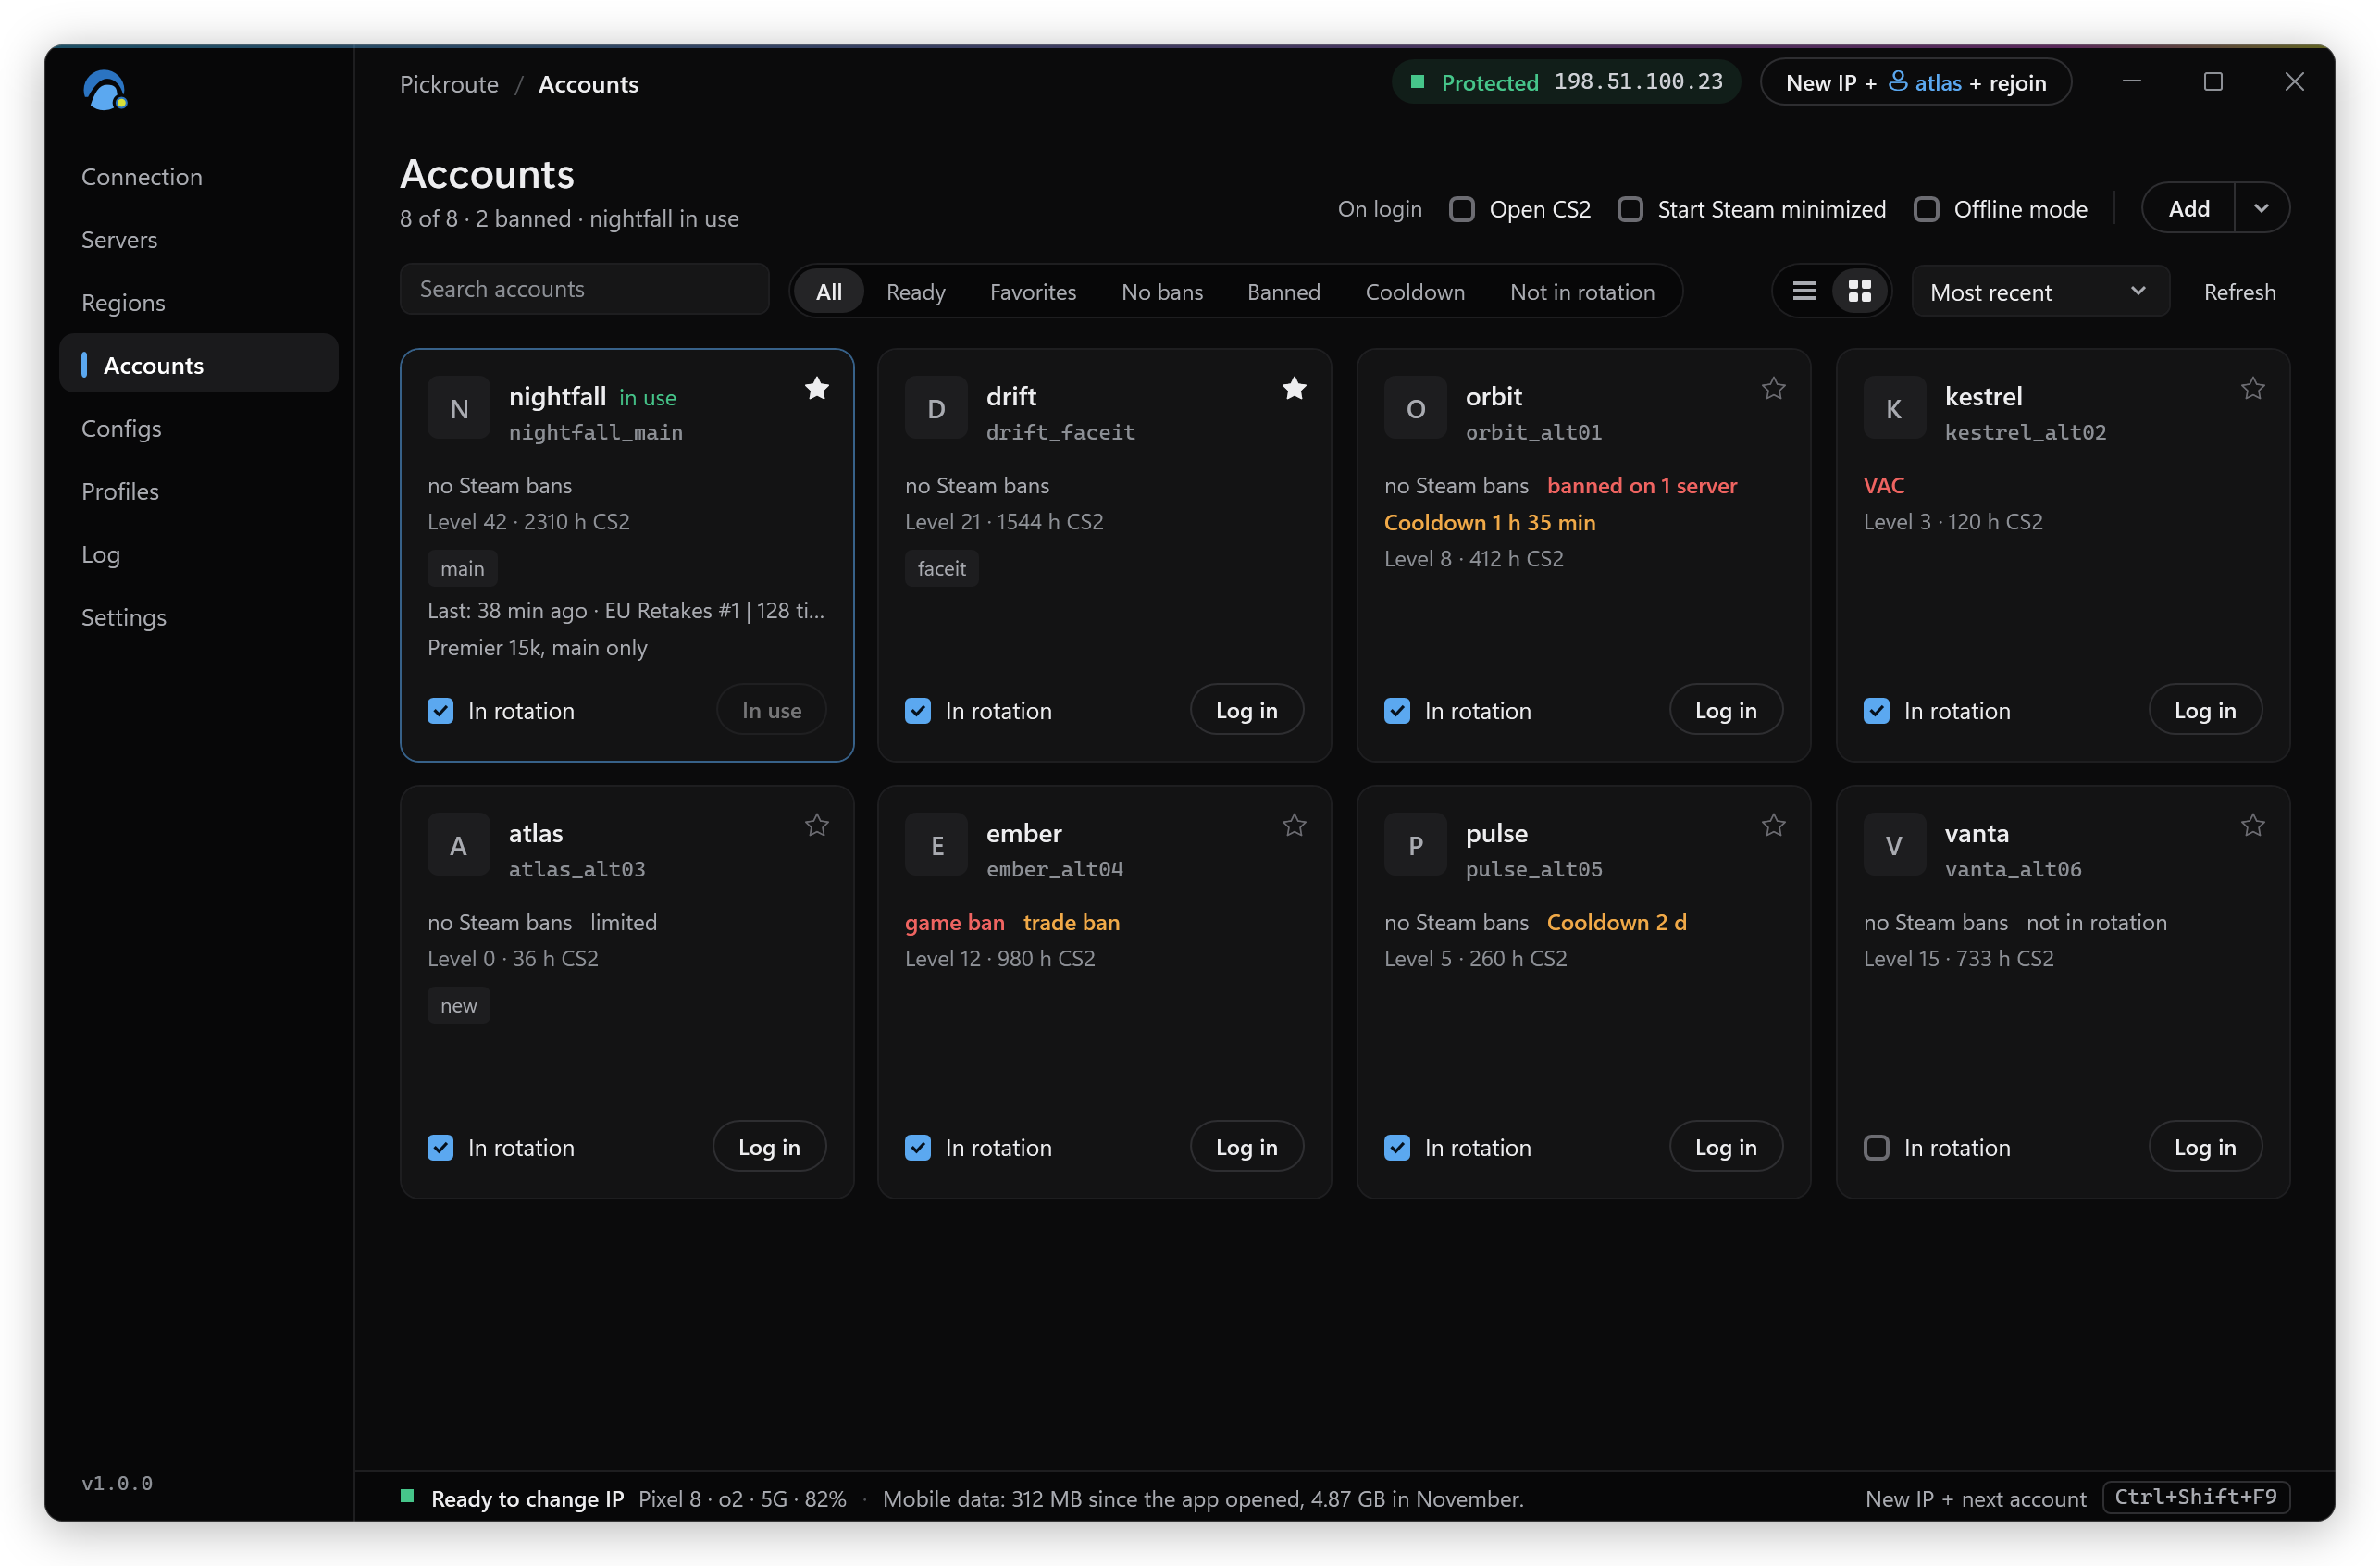 Pickroute / Accounts
Protected 198.51.100.23
New IP + atlas + rejoin
Connection
Servers
Regions
Accounts
Configs
Profiles
Log
Settings
v1.0.0
Accounts
8 of 8 · 2 banned · nightfall in use
On login Open CS2 Start Steam minimized Offline mode Add
Search accounts
All Ready Favorites No bans Banned Cooldown Not in rotation
Most recent
Refresh
N
nightfall in use
nightfall_main
no Steam bans
Level 42 · 2310 h CS2
main
Last: 38 min ago · EU Retakes #1 | 128 ti...
Premier 15k, main only
In rotation In use
D
drift
drift_faceit
no Steam bans
Level 21 · 1544 h CS2
faceit
In rotation Log in
O
orbit
orbit_alt01
no Steam bans banned on 1 server
Cooldown 1 h 35 min
Level 8 · 412 h CS2
In rotation Log in
K
kestrel
kestrel_alt02
VAC
Level 3 · 120 h CS2
In rotation Log in
A
atlas
atlas_alt03
no Steam bans limited
Level 0 · 36 h CS2
new
In rotation Log in
E
ember
ember_alt04
game ban trade ban
Level 12 · 980 h CS2
In rotation Log in
P
pulse
pulse_alt05
no Steam bans Cooldown 2 d
Level 5 · 260 h CS2
In rotation Log in
V
vanta
vanta_alt06
no Steam bans not in rotation
Level 15 · 733 h CS2
In rotation Log in
Ready to change IP Pixel 8 · o2 · 5G · 82% · Mobile data: 312 MB since the app opened, 4.87 GB in November.
New IP + next account Ctrl+Shift+F9